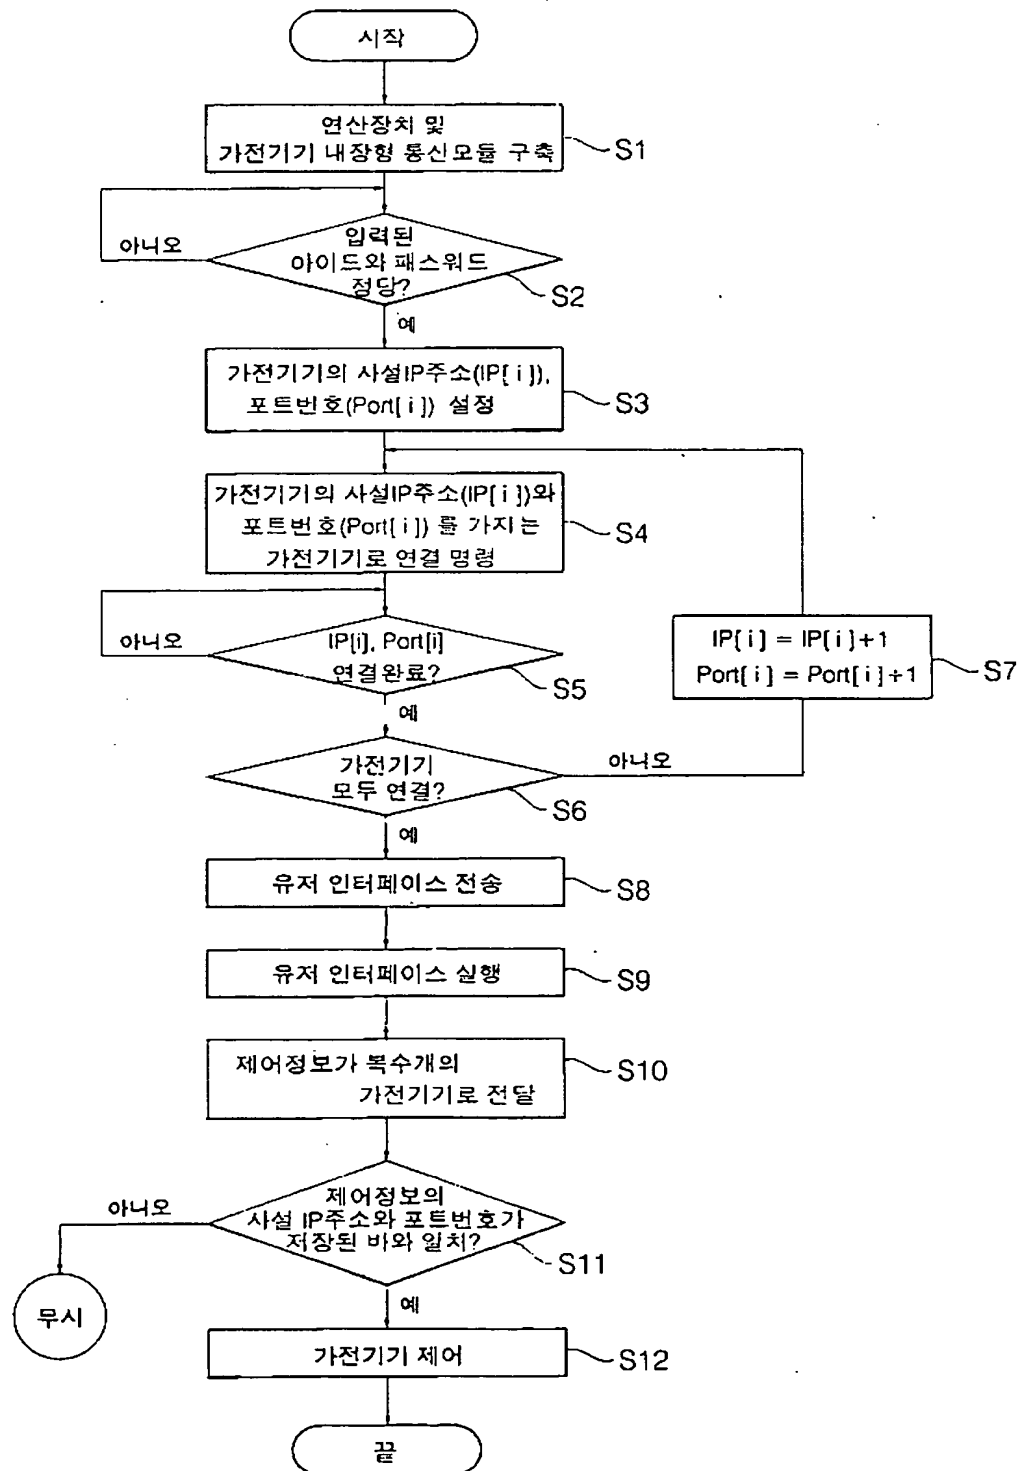 시작
연산장치 및
가전기기 내장형 통신모듈 구축
S1
아니오
입력된
아이드와 패스워드
정당?
S2
예
가전기기의 사설IP주소(IP[ i ]),
포트번호(Port[ i ]) 설정
S3
가전기기의 사설IP주소(IP[ i ])와
포트번호(Port[ i ]) 를 가지는
가전기기로 연결 명령
S4
아니오
IP[i], Port[i]
연결완료?
S5
예
IP[ i ] = IP[ i ]+1
Port[ i ] = Port[ i ]+1
S7
가전기기
모두 연결?
아니오
S6
예
유저 인터페이스 전송
S8
유저 인터페이스 실행
S9
제어정보가 복수개의
가전기기로 전달
S10
아니오
제어정보의
사설 IP주소와 포트번호가
저장된 바와 일치?
S11
무시
예
가전기기 제어
S12
끝